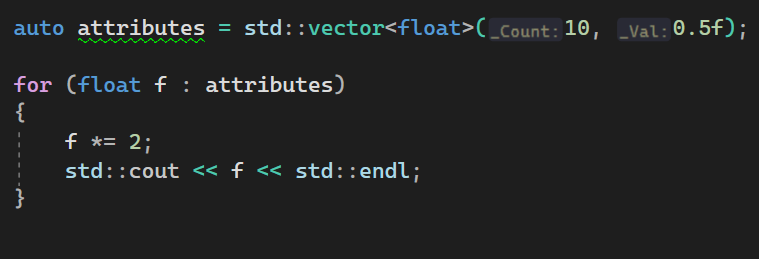 auto attributes = std::vector<float>(_Count:10, _Val:0.5f);
for (float f : attributes)
{
f *= 2;
std::cout << f << std::endl;
}